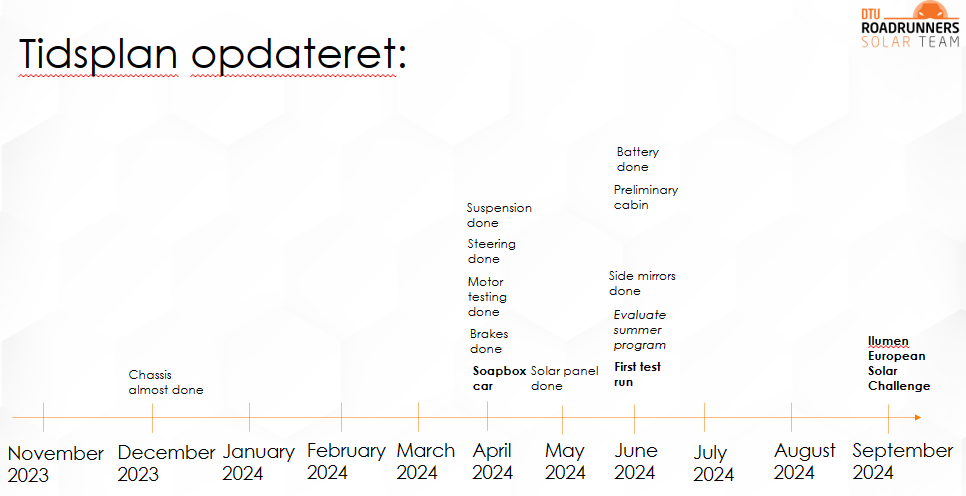 DTU
ROADRUNNERS
SOLAR TEAM
Tidsplan opdateret:
Battery
done
Preliminary
cabin
Suspension
done
Steering
done
Motor
testing
done
Brakes
done
Soapbox
car
Solar panel
done
Side mirrors
done
Evaluate
summer
program
First test
run
Ilumen
European
Solar
Challenge
Chassis
almost done
November
2023
December
2023
January
2024
February
2024
March
2024
April
2024
May
2024
June
2024
July
2024
August
2024
September
2024